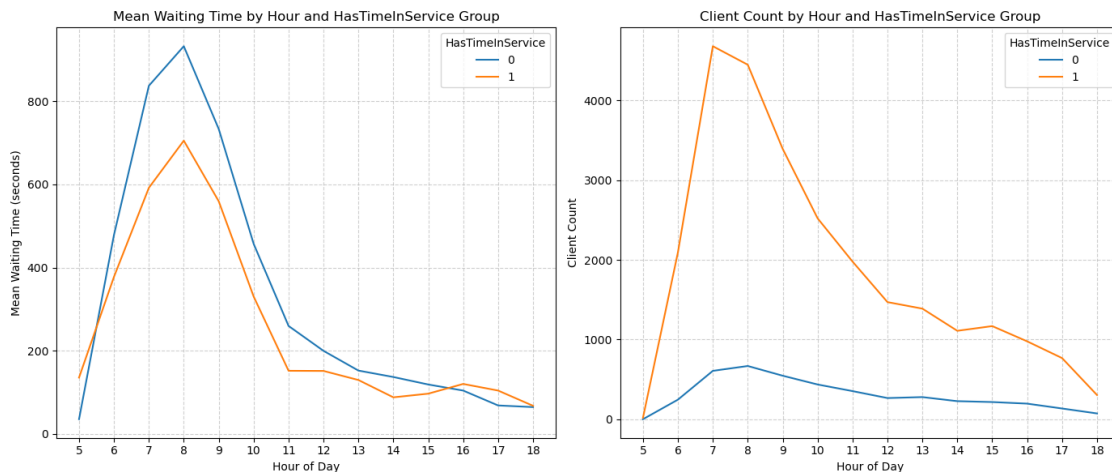 Mean Waiting Time by Hour and HasTimeInService Group
HasTimeInService
0
1
Mean Waiting Time (seconds)
800
600
400
200
0
5 6 7 8 9 10 11 12 13 14 15 16 17 18
Hour of Day
Client Count by Hour and HasTimeInService Group
HasTimeInService
0
1
Client Count
4000
3000
2000
1000
0
5 6 7 8 9 10 11 12 13 14 15 16 17 18
Hour of Day